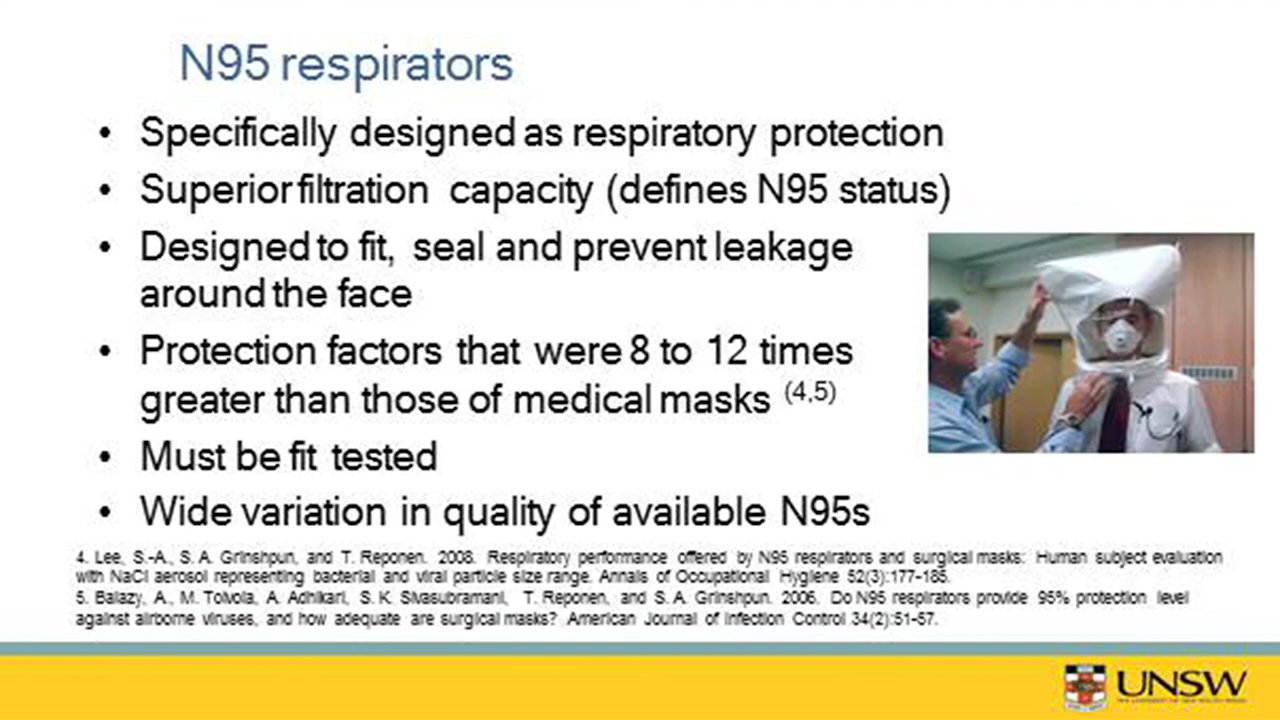 N95 respirators
• Specifically designed as respiratory protection
• Superior filtration capacity (defines N95 status)
• Designed to fit, seal and prevent leakage
around the face
• Protection factors that were 8 to 12 times
greater than those of medical masks (4,5)
• Must be fit tested
• Wide variation in quality of available N95s
4. Lee, S.-A., S. A. Grinshpun, and T. Reponen. 2008. Respiratory performance offered by N95 respirators and surgical masks: Human subject evaluation
with NaCl aerosol representing bacterial and viral particle size range. Annals of Occupational Hygiene 52(3):177-185.
5. Balazy, A., M. Toivola, A. Adhikari, S. K. Sivasubramani, T. Reponen, and S. A. Grinshpun. 2006. Do N95 respirators provide 95% protection level
against airborne viruses, and how adequate are surgical masks? American Journal of Infection Control 34(2):51-57.
UNSW